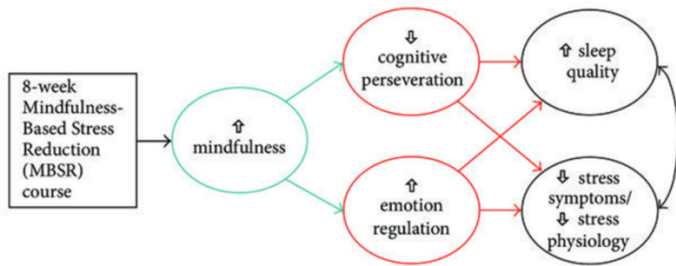 8-week
Mindfulness-
Based Stress
Reduction
(MBSR)
course
⇧
mindfulness
⇩
cognitive
perseveration
⇧
emotion
regulation
⇧ sleep
quality
⇩ stress
symptoms/
⇩ stress
physiology